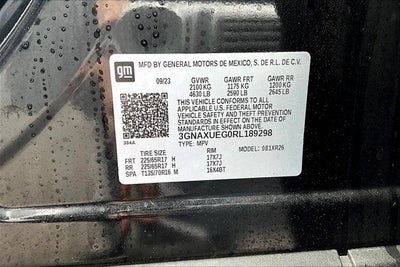 gm
MFD BY GENERAL MOTORS DE MEXICO, S. DE R.L. DE C.V.
09/23 GVWR GAWR FRT GAWR RR
2100 KG 1175 KG 1200 KG
4630 LB 2590 LB 2645 LB
THIS VEHICLE CONFORMS TO ALL
APPLICABLE U.S. FEDERAL MOTOR
VEHICLE SAFETY AND THEFT PREVENTION
STANDARDS IN EFFECT ON THE DATE
OF MANUFACTURE SHOWN ABOVE.
3GNAXUEG0RL189298
TYPE: MPV MODEL: 0B1XR26
TIRE SIZE RIM
FRT 225/65R17 H 17X7J
RR 225/65R17 H 17X7J
SPA T135/70R16 M 16X4BT